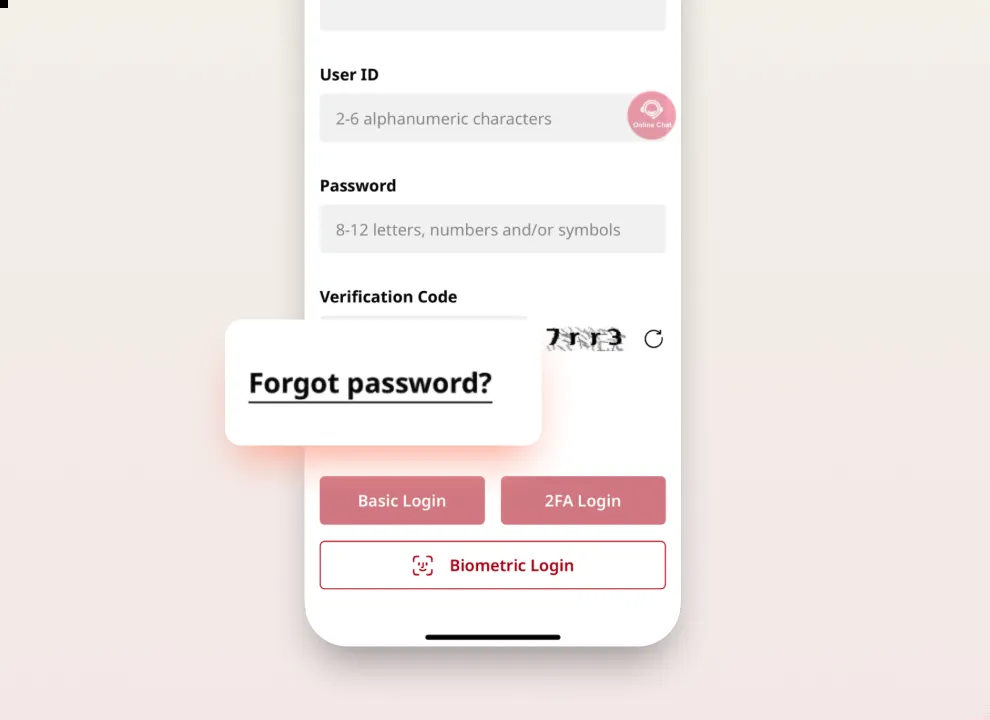 User ID
2-6 alphanumeric characters
Online Chat
Password
8-12 letters, numbers and/or symbols
Verification Code
7rr3
Forgot password?
Basic Login
2FA Login
Biometric Login